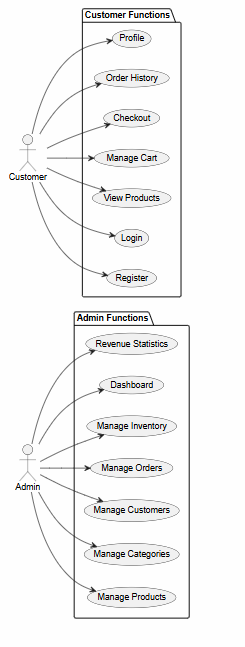 Customer Functions
Profile
Order History
Checkout
Manage Cart
Customer
View Products
Login
Register
Admin Functions
Revenue Statistics
Dashboard
Manage Inventory
Manage Orders
Admin
Manage Customers
Manage Categories
Manage Products